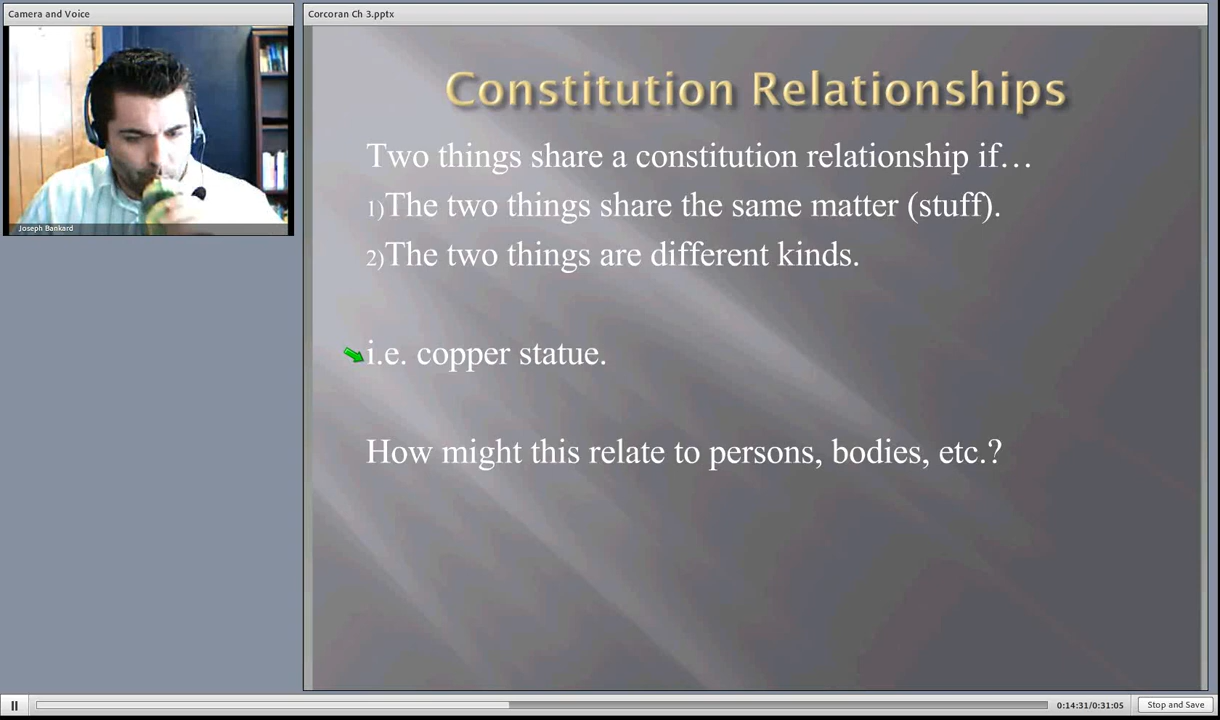 Camera and Voice
Corcoran Ch 3.pptx
Joseph Bankard
Constitution Relationships
Two things share a constitution relationship if…
1)The two things share the same matter (stuff).
2)The two things are different kinds.
i.e. copper statue.
How might this relate to persons, bodies, etc.?
0:14:31/0:31:05
Stop and Save